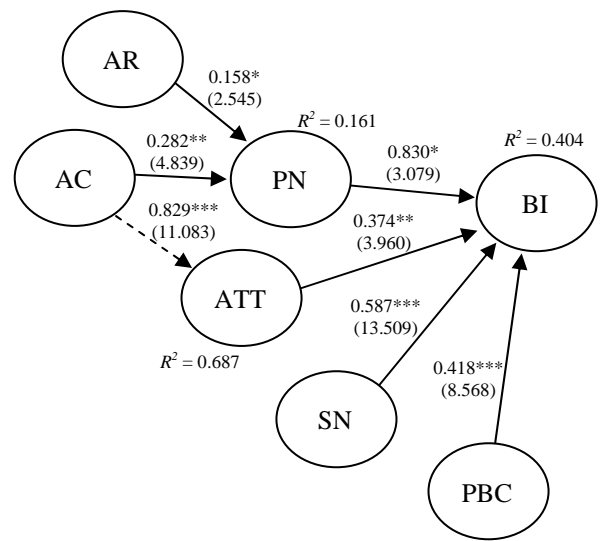 AR
0.158*
(2.545)
R² = 0.161
R² = 0.404
0.282**
(4.839)
0.830*
(3.079)
AC
PN
BI
0.829***
(11.083)
0.374**
(3.960)
ATT
0.587***
(13.509)
R² = 0.687
0.418***
(8.568)
SN
PBC